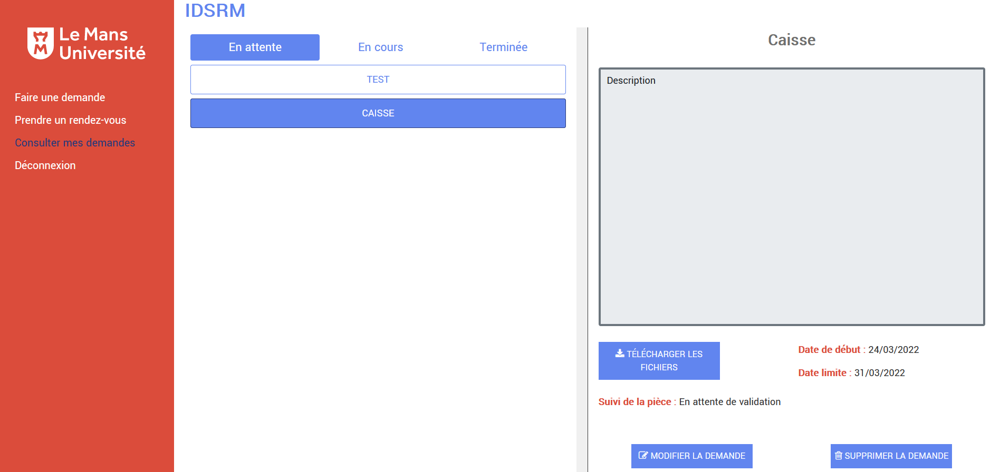 Le Mans
Université
Faire une demande
Prendre un rendez-vous
Consulter mes demandes
Déconnexion
IDSRM
En attente
En cours
Terminée
TEST
CAISSE
Caisse
Description
TÉLÉCHARGER LES
FICHIERS
Date de début : 24/03/2022
Date limite : 31/03/2022
Suivi de la pièce : En attente de validation
MODIFIER LA DEMANDE
SUPPRIMER LA DEMANDE